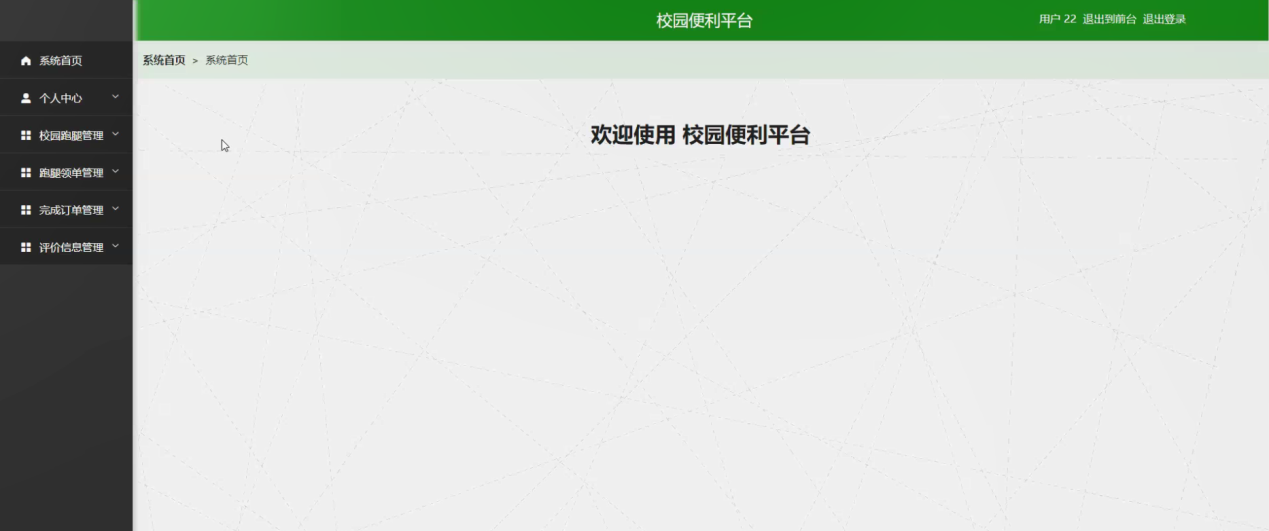 校园便利平台
用户 22 退出到前台 退出登录
系统首页
系统首页 > 系统首页
个人中心
校园跑腿管理
跑腿领单管理
完成订单管理
评价信息管理
欢迎使用 校园便利平台